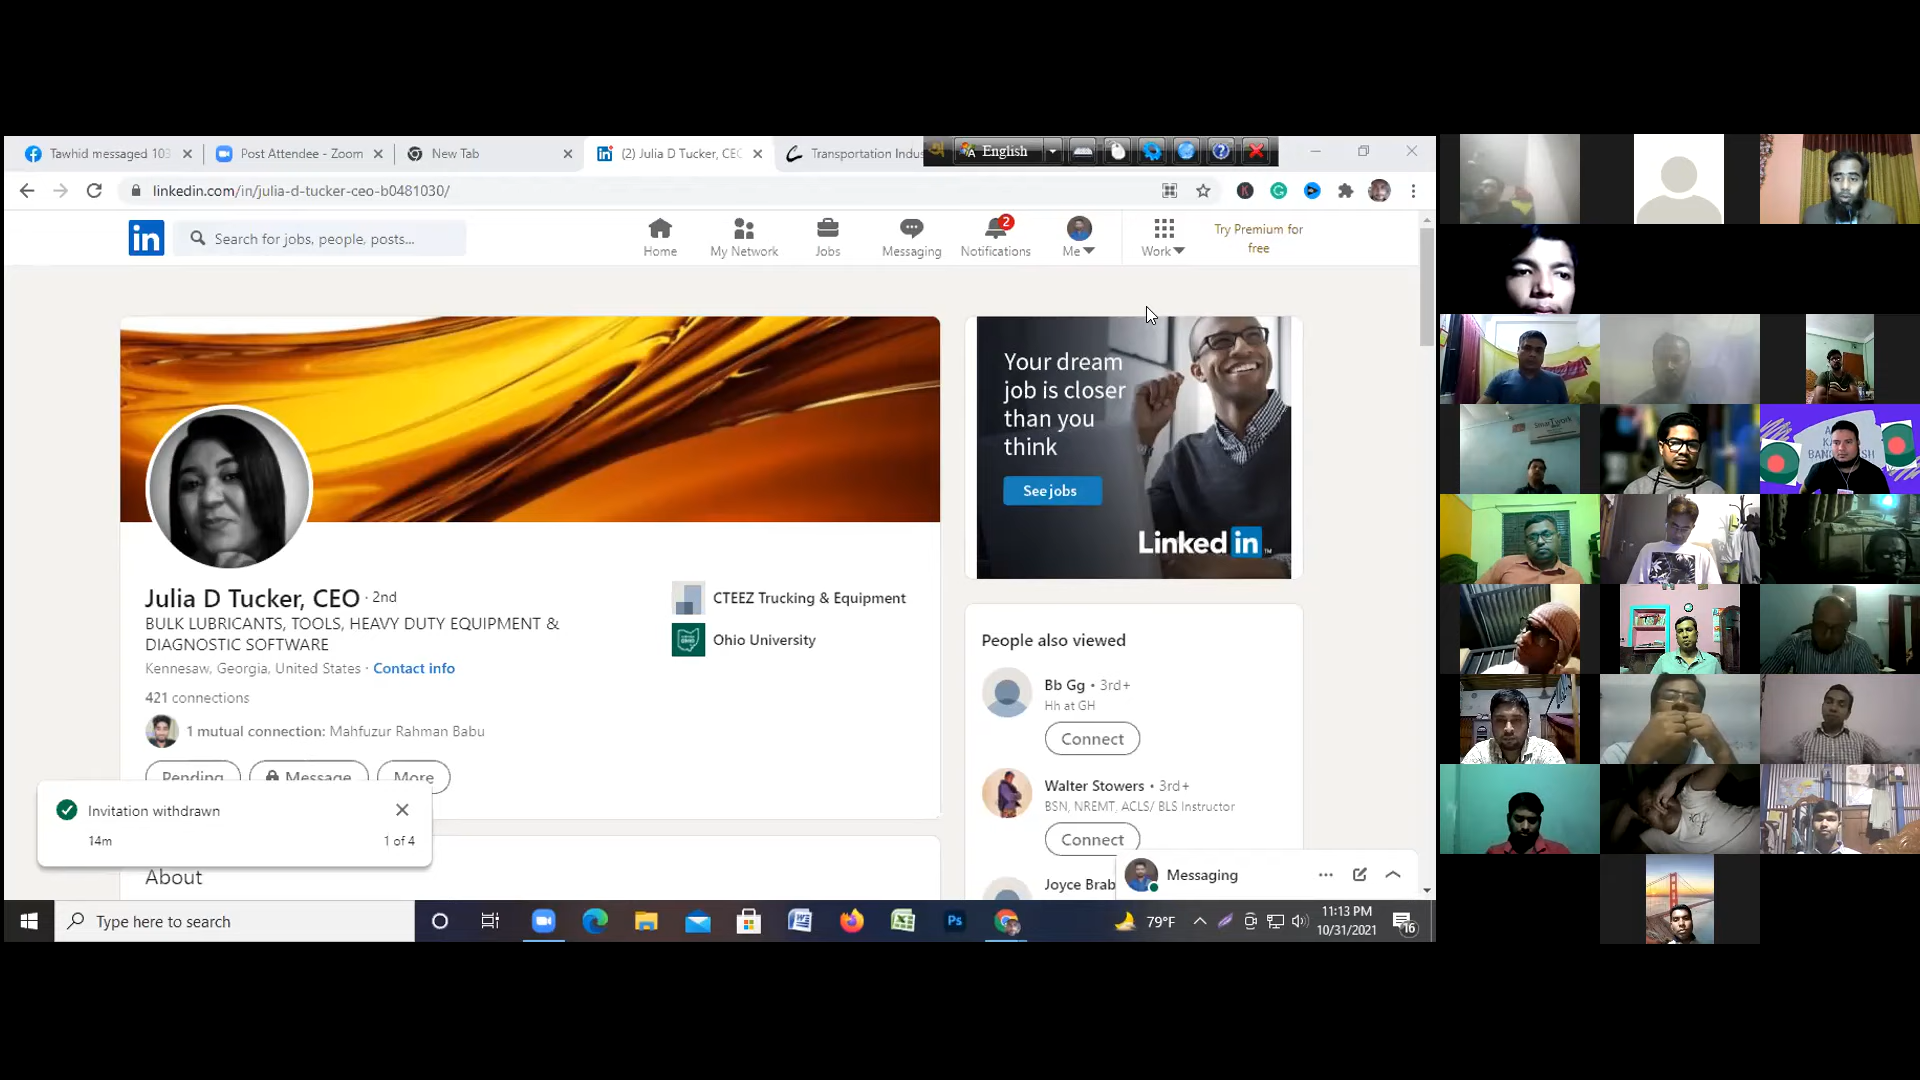 Tawhid messaged 103
Post Attendee - Zoom
New Tab
(2) Julia D Tucker, CEO
Transportation Indus
English
linkedin.com/in/julia-d-tucker-ceo-b0481030/
in
Search for jobs, people, posts...
Home
My Network
Jobs
Messaging
2
Notifications
Me
Work
Try Premium for
free
Your dream
job is closer
than you
think
See jobs
Linked in
Julia D Tucker, CEO · 2nd
BULK LUBRICANTS, TOOLS, HEAVY DUTY EQUIPMENT &
DIAGNOSTIC SOFTWARE
Kennesaw, Georgia, United States · Contact info
421 connections
1 mutual connection: Mahfuzur Rahman Babu
Pending
Message
More
CTEEZ Trucking & Equipment
Ohio University
People also viewed
Bb Gg • 3rd+
Hh at GH
Connect
Walter Stowers • 3rd+
BSN, NREMT, ACLS/ BLS Instructor
Connect
Joyce Brab
Messaging
Invitation withdrawn
14m
1 of 4
About
Type here to search
Ps
79°F
11:13 PM
10/31/2021
16